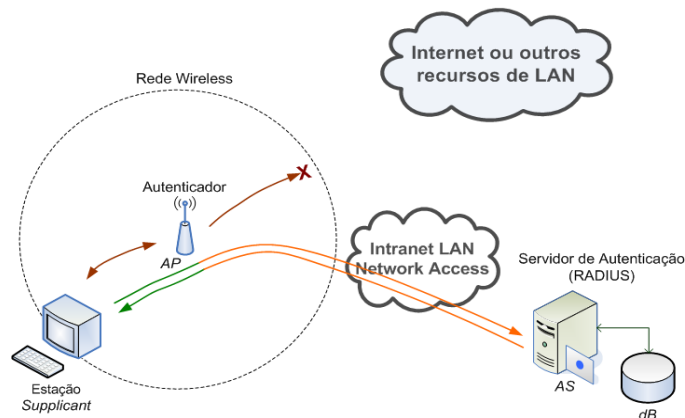 Internet ou outros
recursos de LAN
Rede Wireless
X
Autenticador
AP
Intranet LAN
Network Access
Servidor de Autenticação
(RADIUS)
AS
dB
Estação
Supplicant